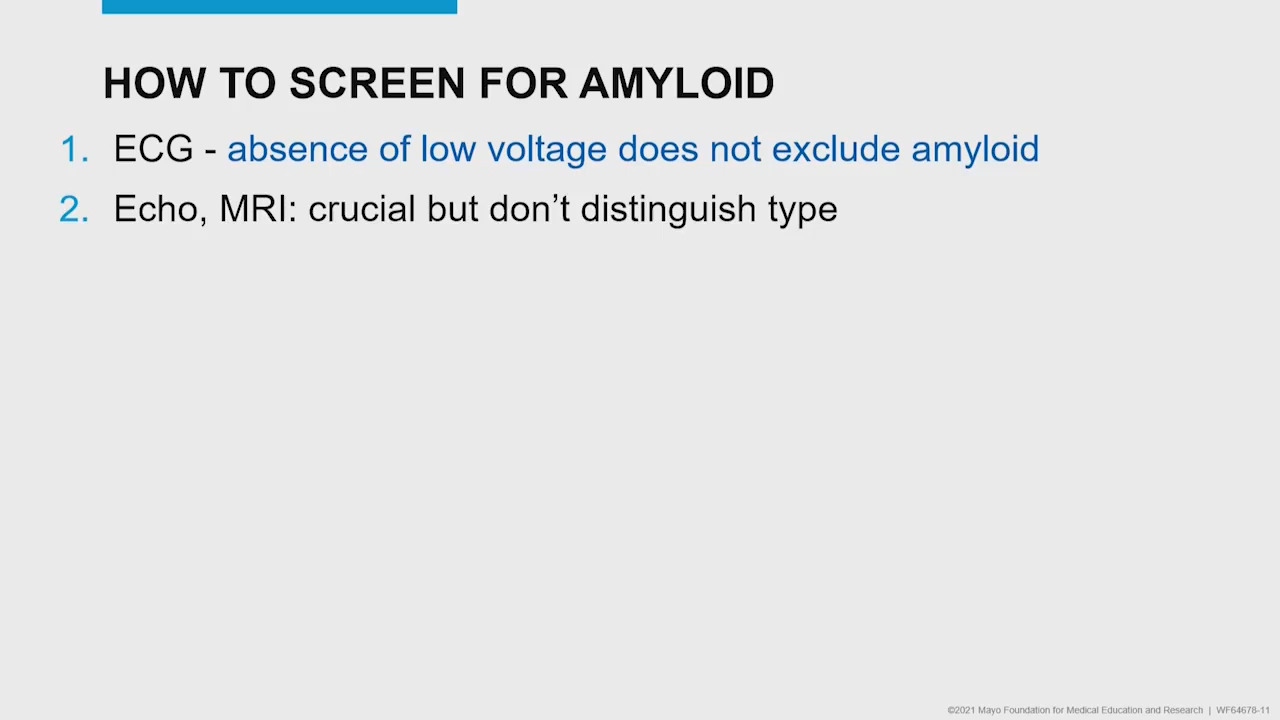 HOW TO SCREEN FOR AMYLOID
1. ECG - absence of low voltage does not exclude amyloid
2. Echo, MRI: crucial but don’t distinguish type
©2021 Mayo Foundation for Medical Education and Research | WF64678-11